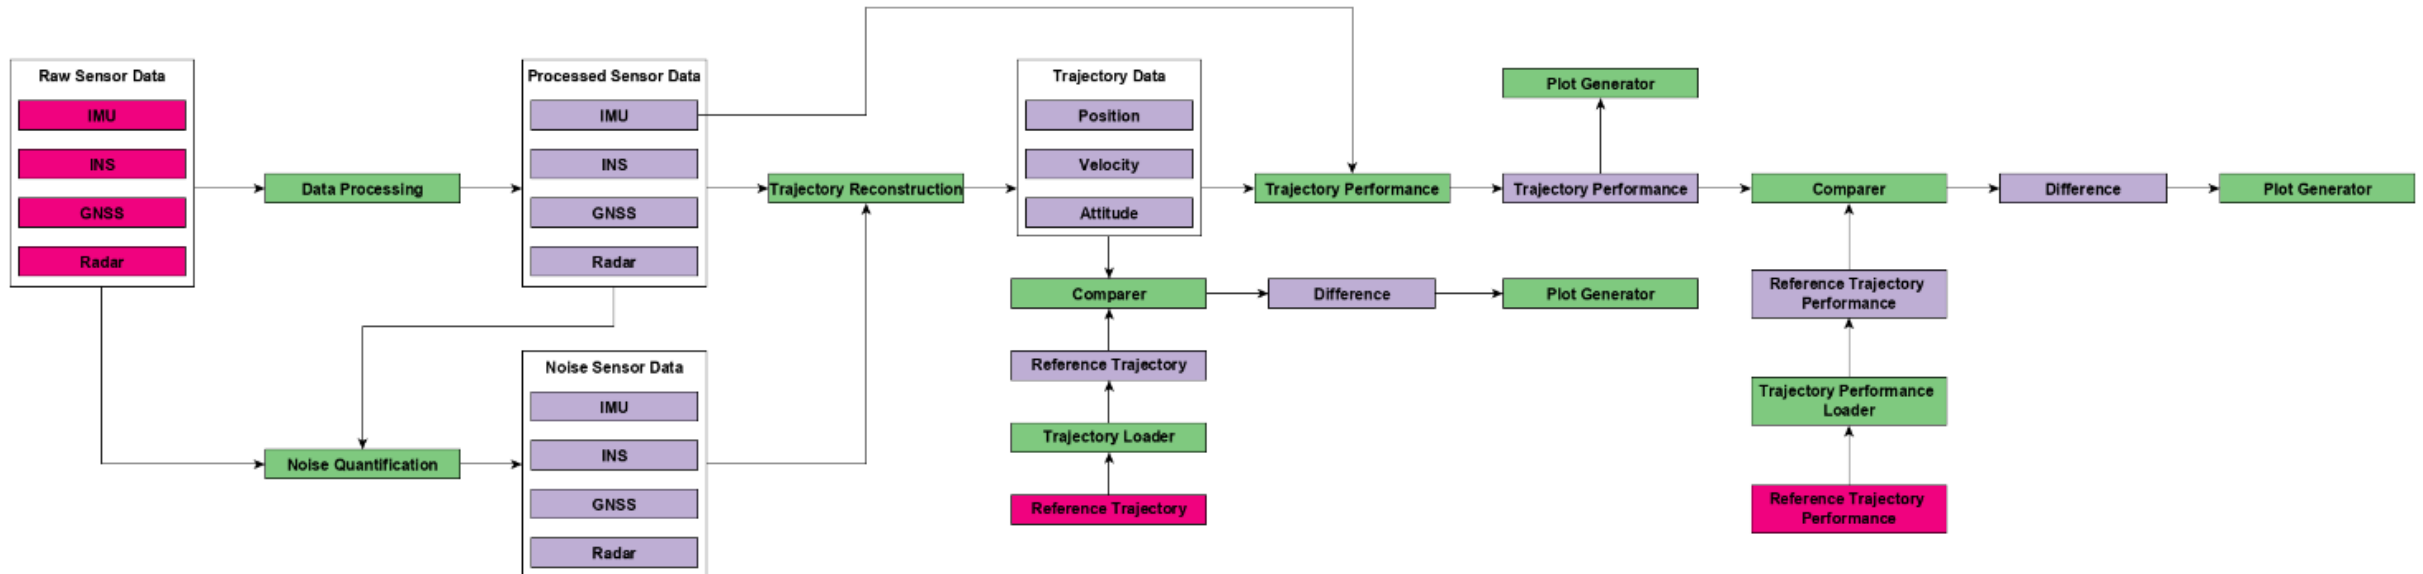 Raw Sensor Data
IMU
INS
GNSS
Radar
Data Processing
Noise Quantification
Processed Sensor Data
IMU
INS
GNSS
Radar
Noise Sensor Data
IMU
INS
GNSS
Radar
Trajectory Reconstruction
Trajectory Data
Position
Velocity
Attitude
Comparer
Reference Trajectory
Trajectory Loader
Reference Trajectory
Difference
Plot Generator
Trajectory Performance
Plot Generator
Trajectory Performance
Comparer
Reference Trajectory
Performance
Trajectory Performance
Loader
Reference Trajectory
Performance
Difference
Plot Generator